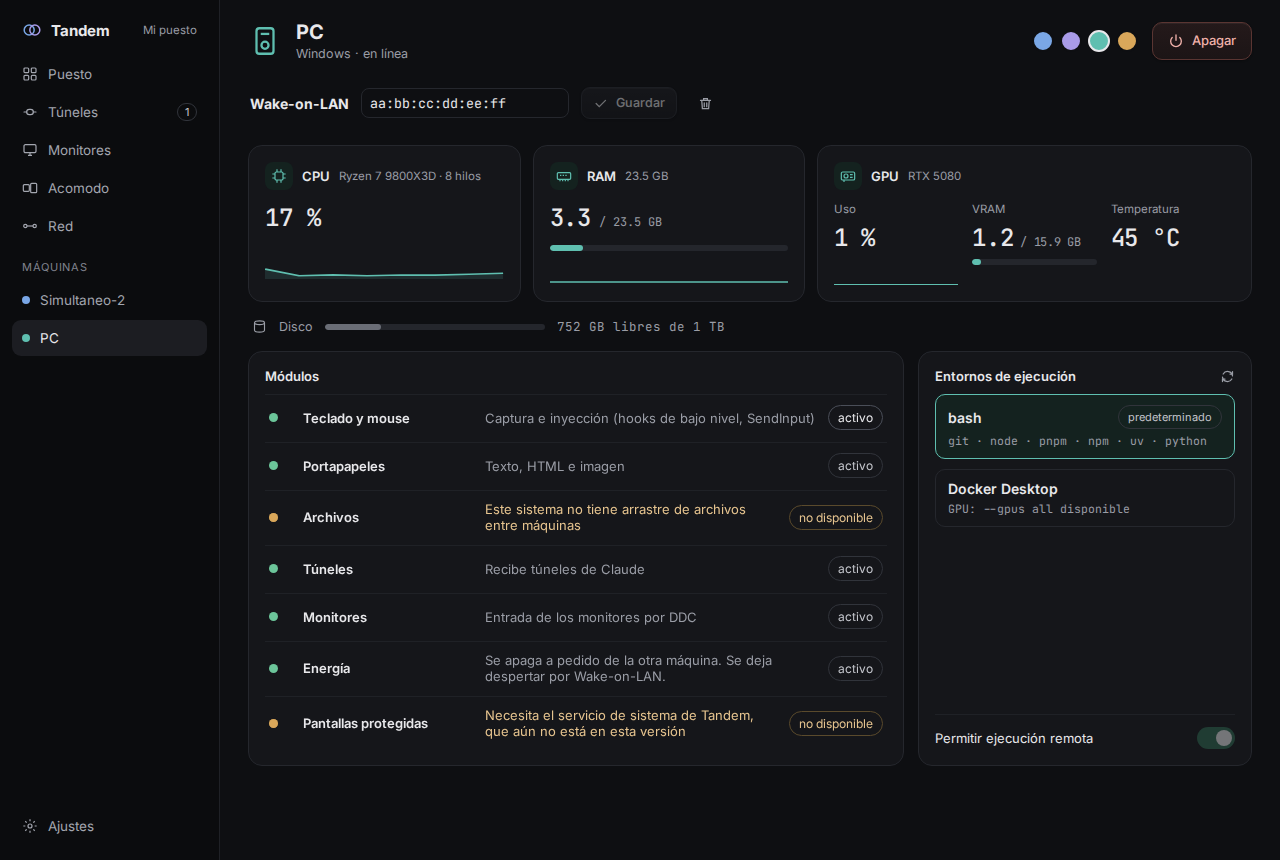 Tandem
Mi puesto
Puesto
Túneles
1
Monitores
Acomodo
Red
MÁQUINAS
Simultaneo-2
PC
Ajustes
PC
Windows · en línea
Apagar
Wake-on-LAN
aa:bb:cc:dd:ee:ff
Guardar
CPU Ryzen 7 9800X3D · 8 hilos
17 %
RAM 23.5 GB
3.3 / 23.5 GB
GPU RTX 5080
Uso
1 %
VRAM
1.2 / 15.9 GB
Temperatura
45 °C
Disco
752 GB libres de 1 TB
Módulos
Teclado y mouse
Captura e inyección (hooks de bajo nivel, SendInput)
activo
Portapapeles
Texto, HTML e imagen
activo
Archivos
Este sistema no tiene arrastre de archivos
entre máquinas
no disponible
Túneles
Recibe túneles de Claude
activo
Monitores
Entrada de los monitores por DDC
activo
Energía
Se apaga a pedido de la otra máquina. Se deja
despertar por Wake-on-LAN.
activo
Pantallas protegidas
Necesita el servicio de sistema de Tandem,
que aún no está en esta versión
no disponible
Entornos de ejecución
bash
predeterminado
git · node · pnpm · npm · uv · python
Docker Desktop
GPU: --gpus all disponible
Permitir ejecución remota